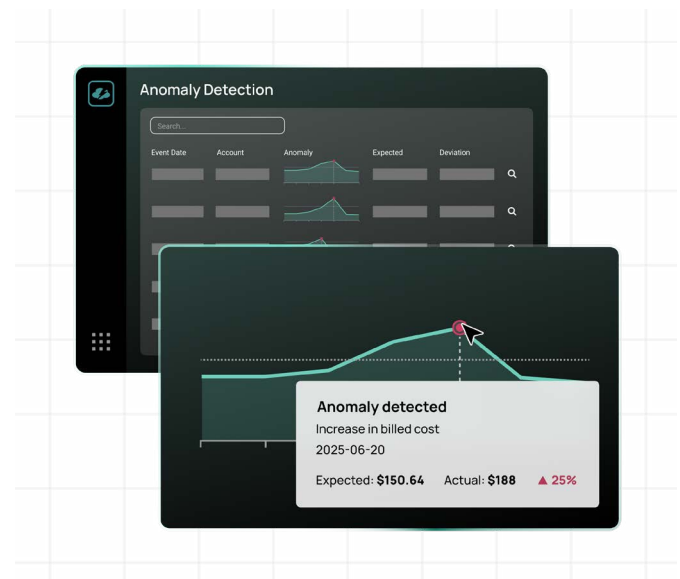 Anomaly Detection
Search...
Event Date Account Anomaly Expected Deviation
Anomaly detected
Increase in billed cost
2025-06-20
Expected: $150.64 Actual: $188 ▲ 25%